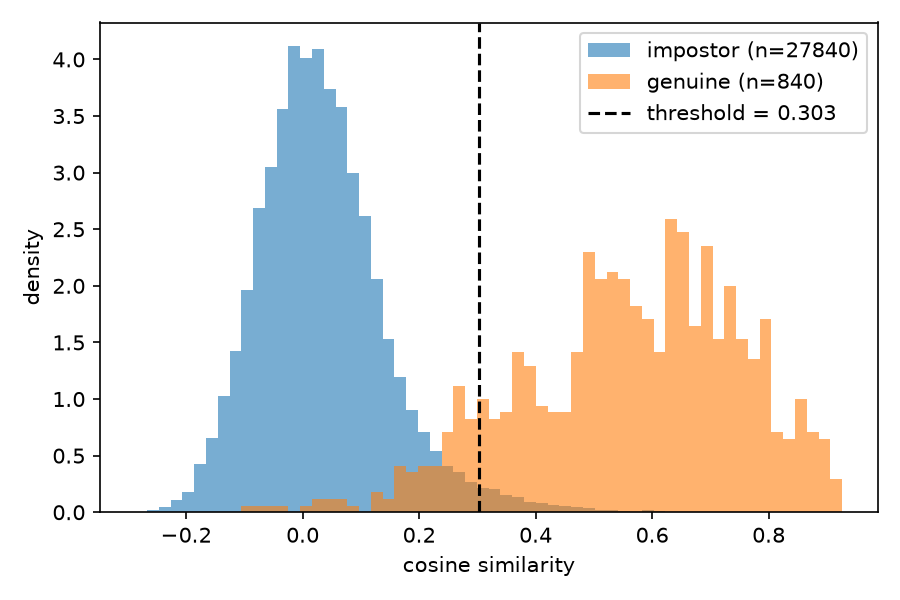 impostor (n=27840)
genuine (n=840)
threshold = 0.303
density
4.0
3.5
3.0
2.5
2.0
1.5
1.0
0.5
0.0
−0.2 0.0 0.2 0.4 0.6 0.8
cosine similarity